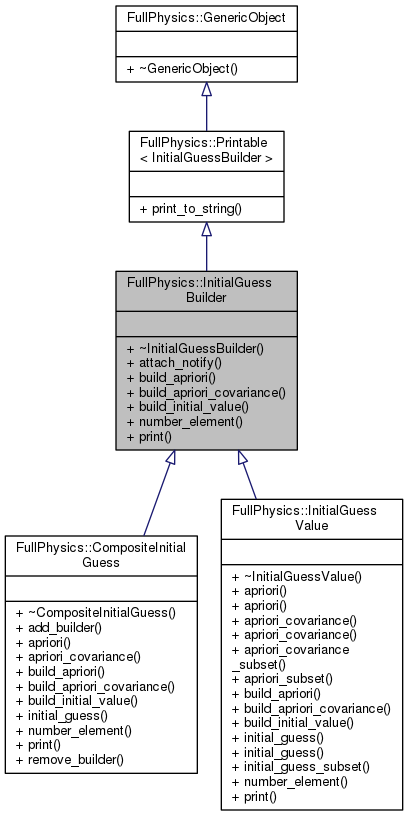 FullPhysics::GenericObject
+ ~GenericObject()
FullPhysics::Printable
< InitialGuessBuilder >
+ print_to_string()
FullPhysics::InitialGuess
Builder
+ ~InitialGuessBuilder()
+ attach_notify()
+ build_apriori()
+ build_apriori_covariance()
+ build_initial_value()
+ number_element()
+ print()
FullPhysics::CompositeInitial
Guess
+ ~CompositeInitialGuess()
+ add_builder()
+ apriori()
+ apriori_covariance()
+ build_apriori()
+ build_apriori_covariance()
+ build_initial_value()
+ initial_guess()
+ number_element()
+ print()
+ remove_builder()
FullPhysics::InitialGuess
Value
+ ~InitialGuessValue()
+ apriori()
+ apriori()
+ apriori_covariance()
+ apriori_covariance()
+ apriori_covariance
_subset()
+ apriori_subset()
+ build_apriori()
+ build_apriori_covariance()
+ build_initial_value()
+ initial_guess()
+ initial_guess()
+ initial_guess_subset()
+ number_element()
+ print()